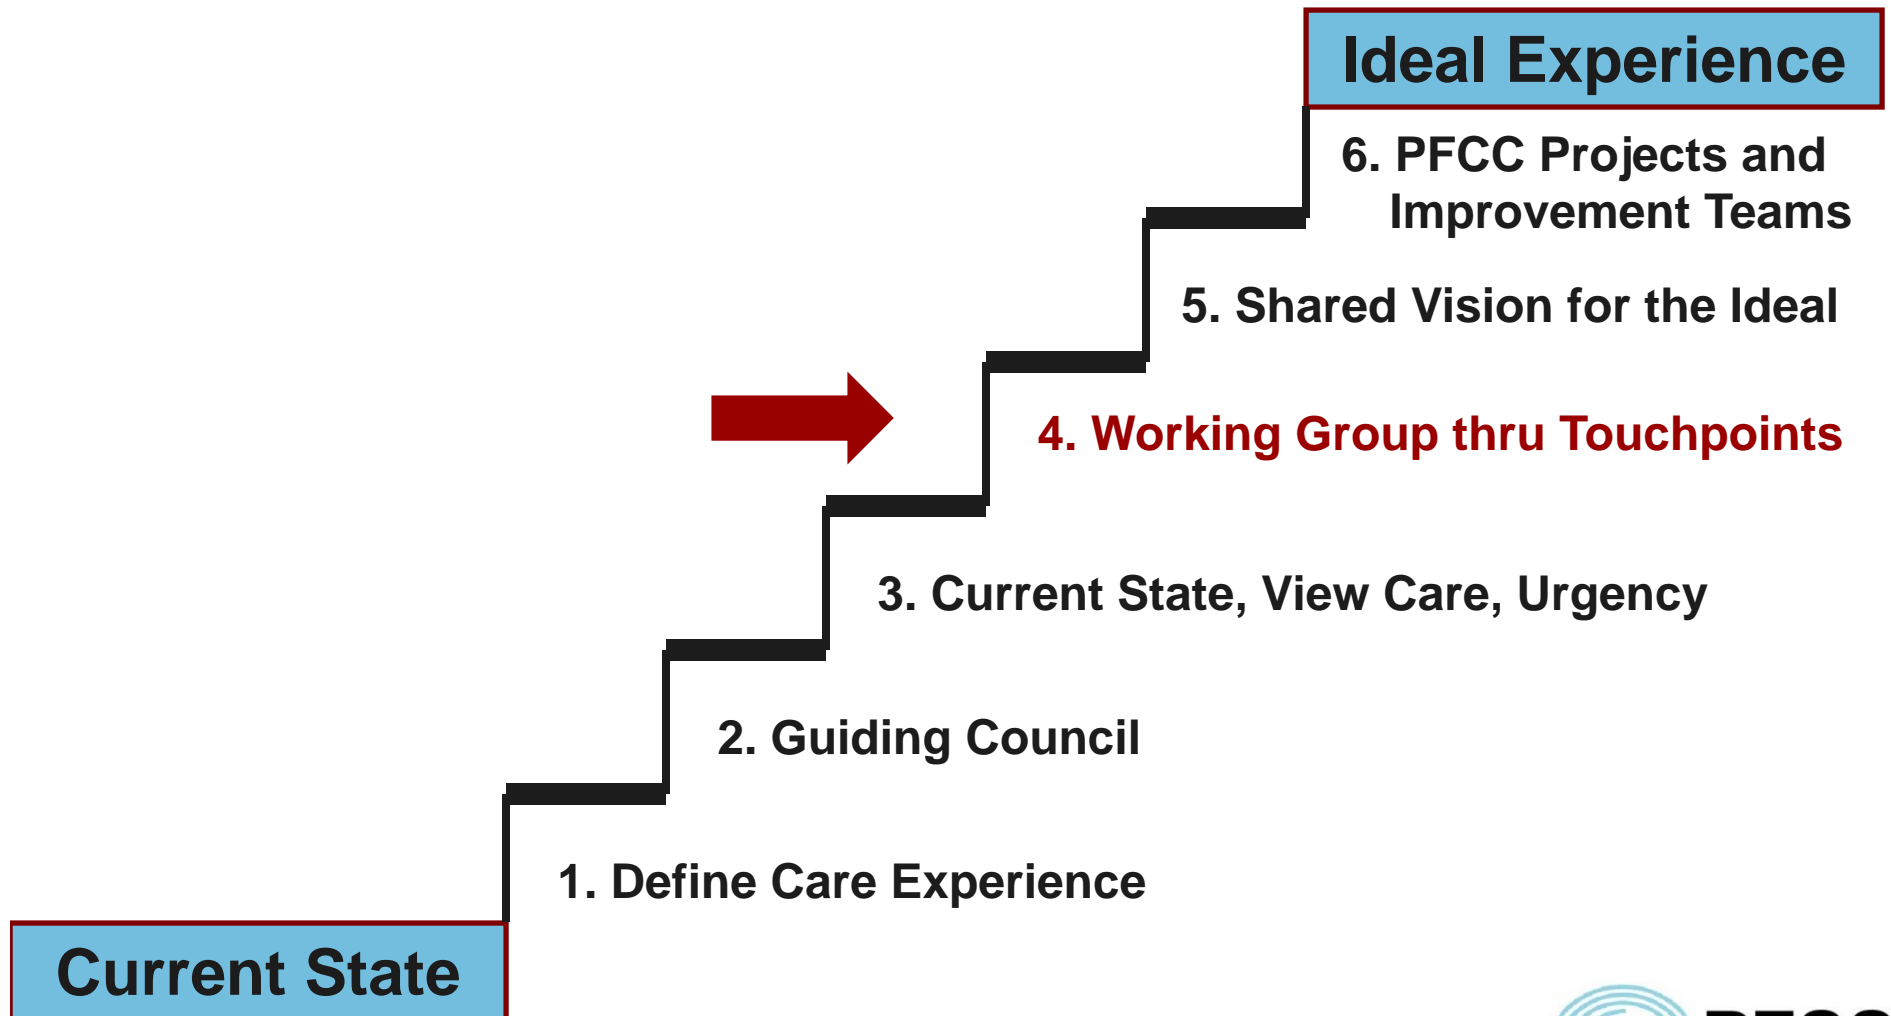 Ideal Experience
6. PFCC Projects and
Improvement Teams
5. Shared Vision for the Ideal
4. Working Group thru Touchpoints
3. Current State, View Care, Urgency
2. Guiding Council
1. Define Care Experience
Current State